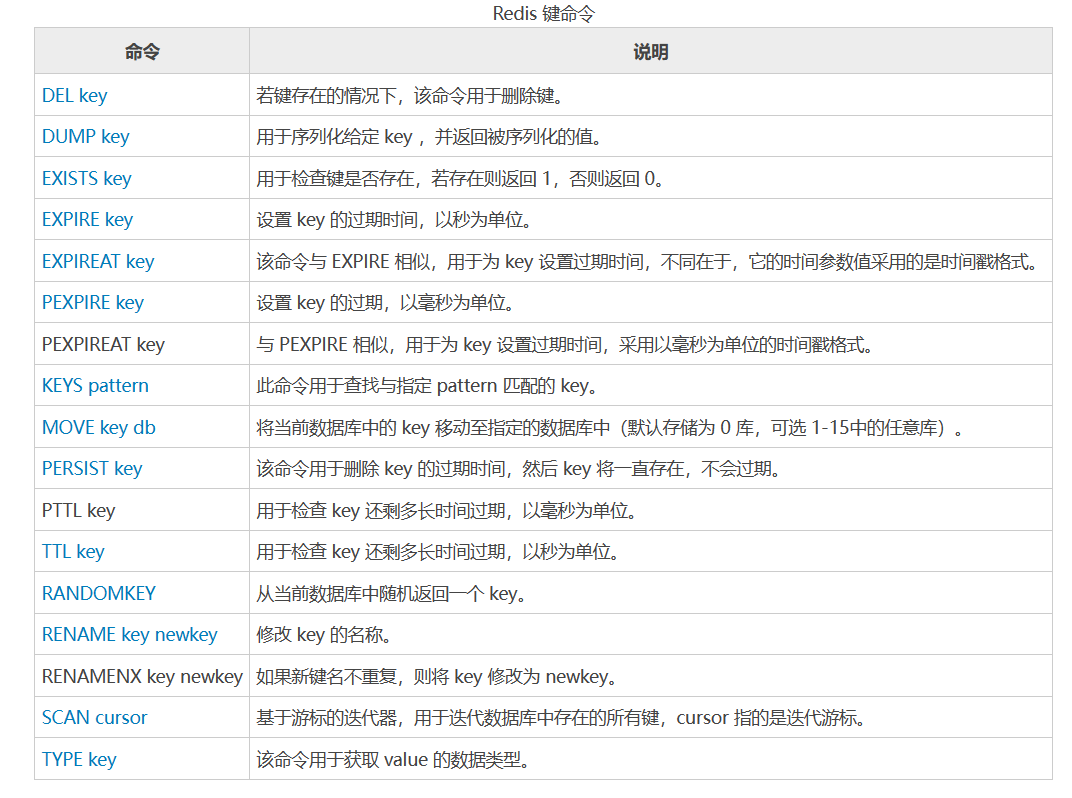 Redis 键命令
命令 说明
DEL key 若键存在的情况下，该命令用于删除键。
DUMP key 用于序列化给定 key ，并返回被序列化的值。
EXISTS key 用于检查键是否存在，若存在则返回 1，否则返回 0。
EXPIRE key 设置 key 的过期时间，以秒为单位。
EXPIREAT key 该命令与 EXPIRE 相似，用于为 key 设置过期时间，不同在于，它的时间参数值采用的是时间戳格式。
PEXPIRE key 设置 key 的过期，以毫秒为单位。
PEXPIREAT key 与 PEXPIRE 相似，用于为 key 设置过期时间，采用以毫秒为单位的时间戳格式。
KEYS pattern 此命令用于查找与指定 pattern 匹配的 key。
MOVE key db 将当前数据库中的 key 移动至指定的数据库中（默认存储为 0 库，可选 1-15中的任意库）。
PERSIST key 该命令用于删除 key 的过期时间，然后 key 将一直存在，不会过期。
PTTL key 用于检查 key 还剩多长时间过期，以毫秒为单位。
TTL key 用于检查 key 还剩多长时间过期，以秒为单位。
RANDOMKEY 从当前数据库中随机返回一个 key。
RENAME key newkey 修改 key 的名称。
RENAMENX key newkey 如果新键名不重复，则将 key 修改为 newkey。
SCAN cursor 基于游标的迭代器，用于迭代数据库中存在的所有键，cursor 指的是迭代游标。
TYPE key 该命令用于获取 value 的数据类型。